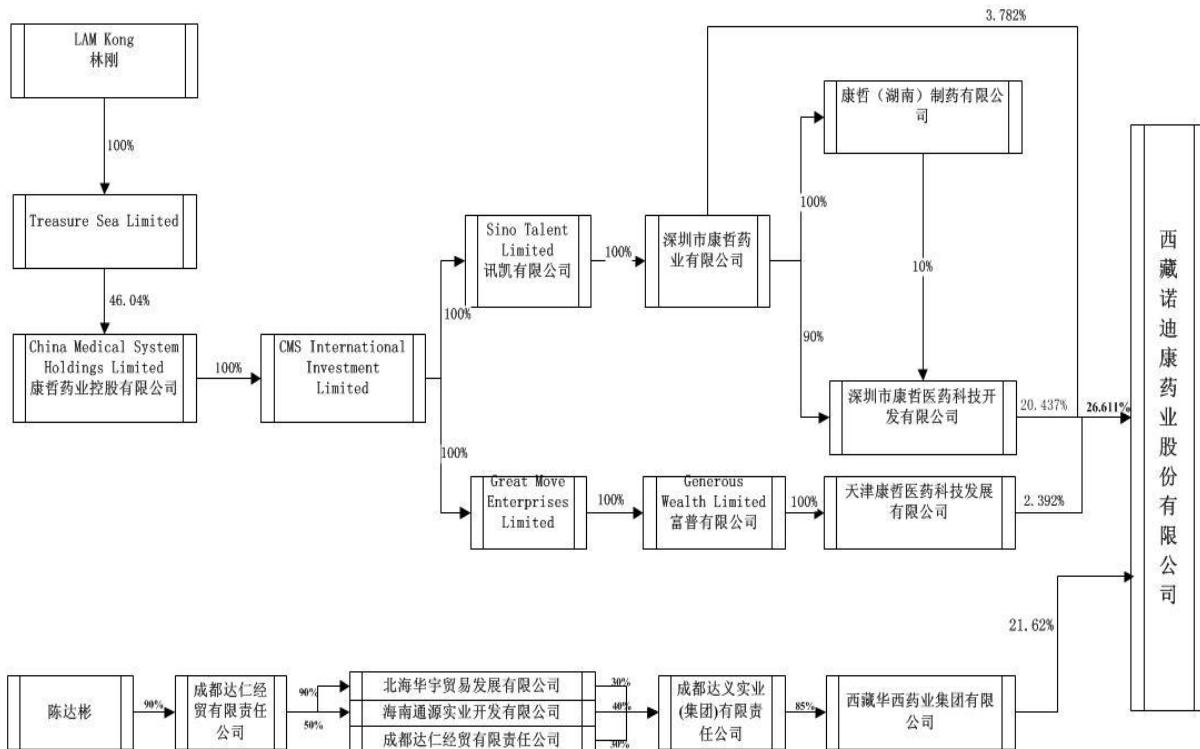 3.782%
LAM Kong
林刚
100%
Treasure Sea Limited
46.04%
China Medical System
Holdings Limited
康哲药业控股有限公司
100%
CMS International
Investment
Limited
100%
Sino Talent
Limited
讯凯有限公司
100%
深圳市康哲药
业有限公司
100%
康哲（湖南）制药有限公
司
10%
90%
深圳市康哲医药科技开
发有限公司
20.437%
26.611%
100%
Great Move
Enterprises
Limited
100%
Generous
Wealth Limited
富普有限公司
100%
天津康哲医药科技发展
有限公司
2.392%
西藏诺迪康药业股份有限公司
21.62%
陈达彬
90%
成都达仁经
贸有限责任
公司
90%
50%
北海华宇贸易发展有限公司
海南通源实业开发有限公司
成都达仁经贸有限责任公司
30%
40%
30%
成都达义实业
(集团)有限责
任公司
85%
西藏华西药业集团有限
公司